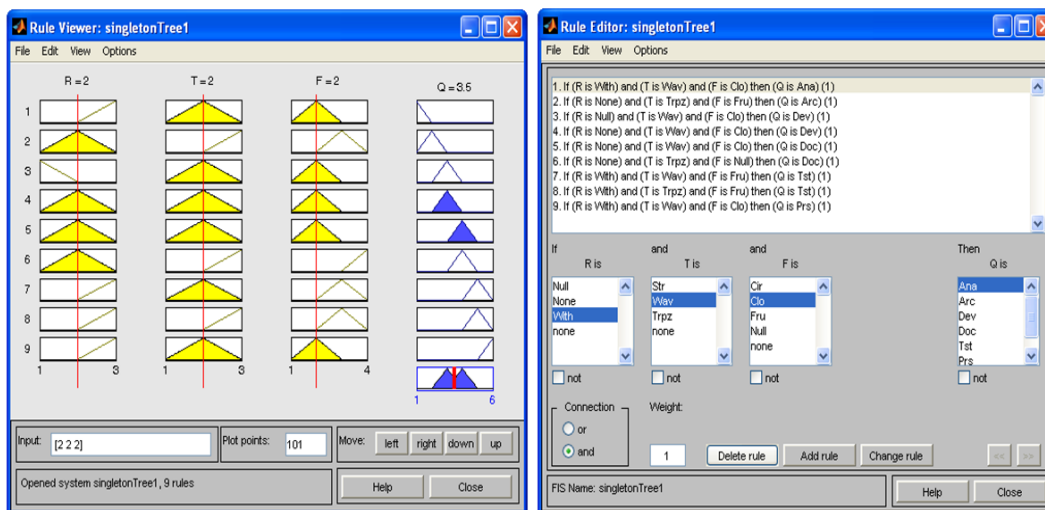 Rule Viewer: singletonTree1
File Edit View Options
R = 2 T = 2 F = 2 Q = 3.5
1
2
3
4
5
6
7
8
9
1 3 1 3 1 4
1 6
Input: [2 2 2] Plot points: 101 Move: left right down up
Opened system singletonTree1, 9 rules Help Close
Rule Editor: singletonTree1
File Edit View Options
1. If (R is With) and (T is Wav) and (F is Clo) then (Q is Ana) (1)
2. If (R is None) and (T is Trpz) and (F is Fru) then (Q is Arc) (1)
3. If (R is Null) and (T is Wav) and (F is Clo) then (Q is Dev) (1)
4. If (R is None) and (T is Wav) and (F is Clo) then (Q is Dev) (1)
5. If (R is None) and (T is Wav) and (F is Clo) then (Q is Doc) (1)
6. If (R is None) and (T is Trpz) and (F is Null) then (Q is Doc) (1)
7. If (R is With) and (T is Wav) and (F is Fru) then (Q is Tst) (1)
8. If (R is With) and (T is Trpz) and (F is Fru) then (Q is Tst) (1)
9. If (R is With) and (T is Wav) and (F is Clo) then (Q is Prs) (1)
If and and Then
R is T is F is Q is
Null Str Cir Ana
None Wav Clo Arc
With Trpz Fru Dev
none none Null Doc
none Tst
Prs
not not not not
Connection Weight:
or
and 1 Delete rule Add rule Change rule << >>
FIS Name: singletonTree1 Help Close